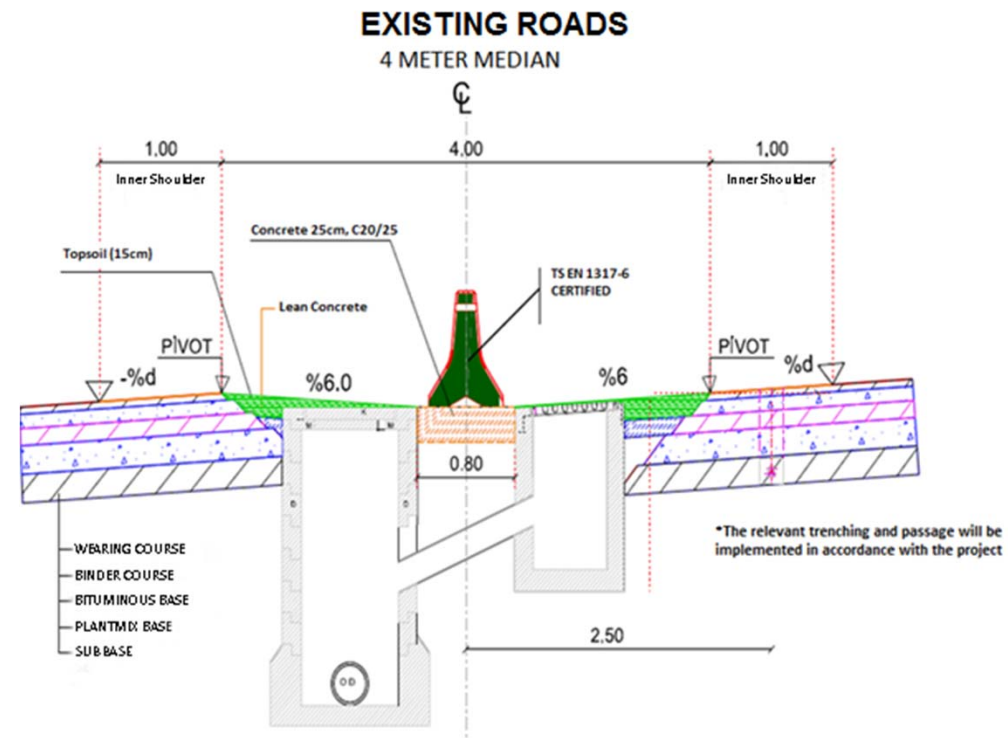 EXISTING ROADS
4 METER MEDIAN
℄
1.00
4.00
1.00
Inner Shoulder
Inner Shoulder
Concrete 25cm, C20/25
Topsoil (15cm)
TS EN 1317-6
CERTIFIED
Lean Concrete
PİVOT
PİVOT
-%d
%6.0
%6
%d
0.80
*The relevant trenching and passage will be
implemented in accordance with the project
WEARING COURSE
BINDER COURSE
BITUMINOUS BASE
PLANTMIX BASE
SUBBASE
2.50